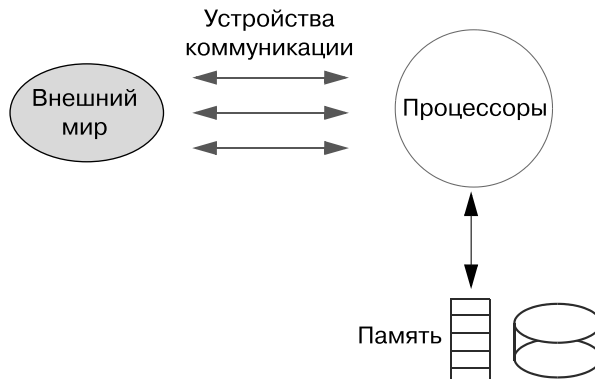 Устройства
коммуникации
Внешний
мир
Процессоры
Память